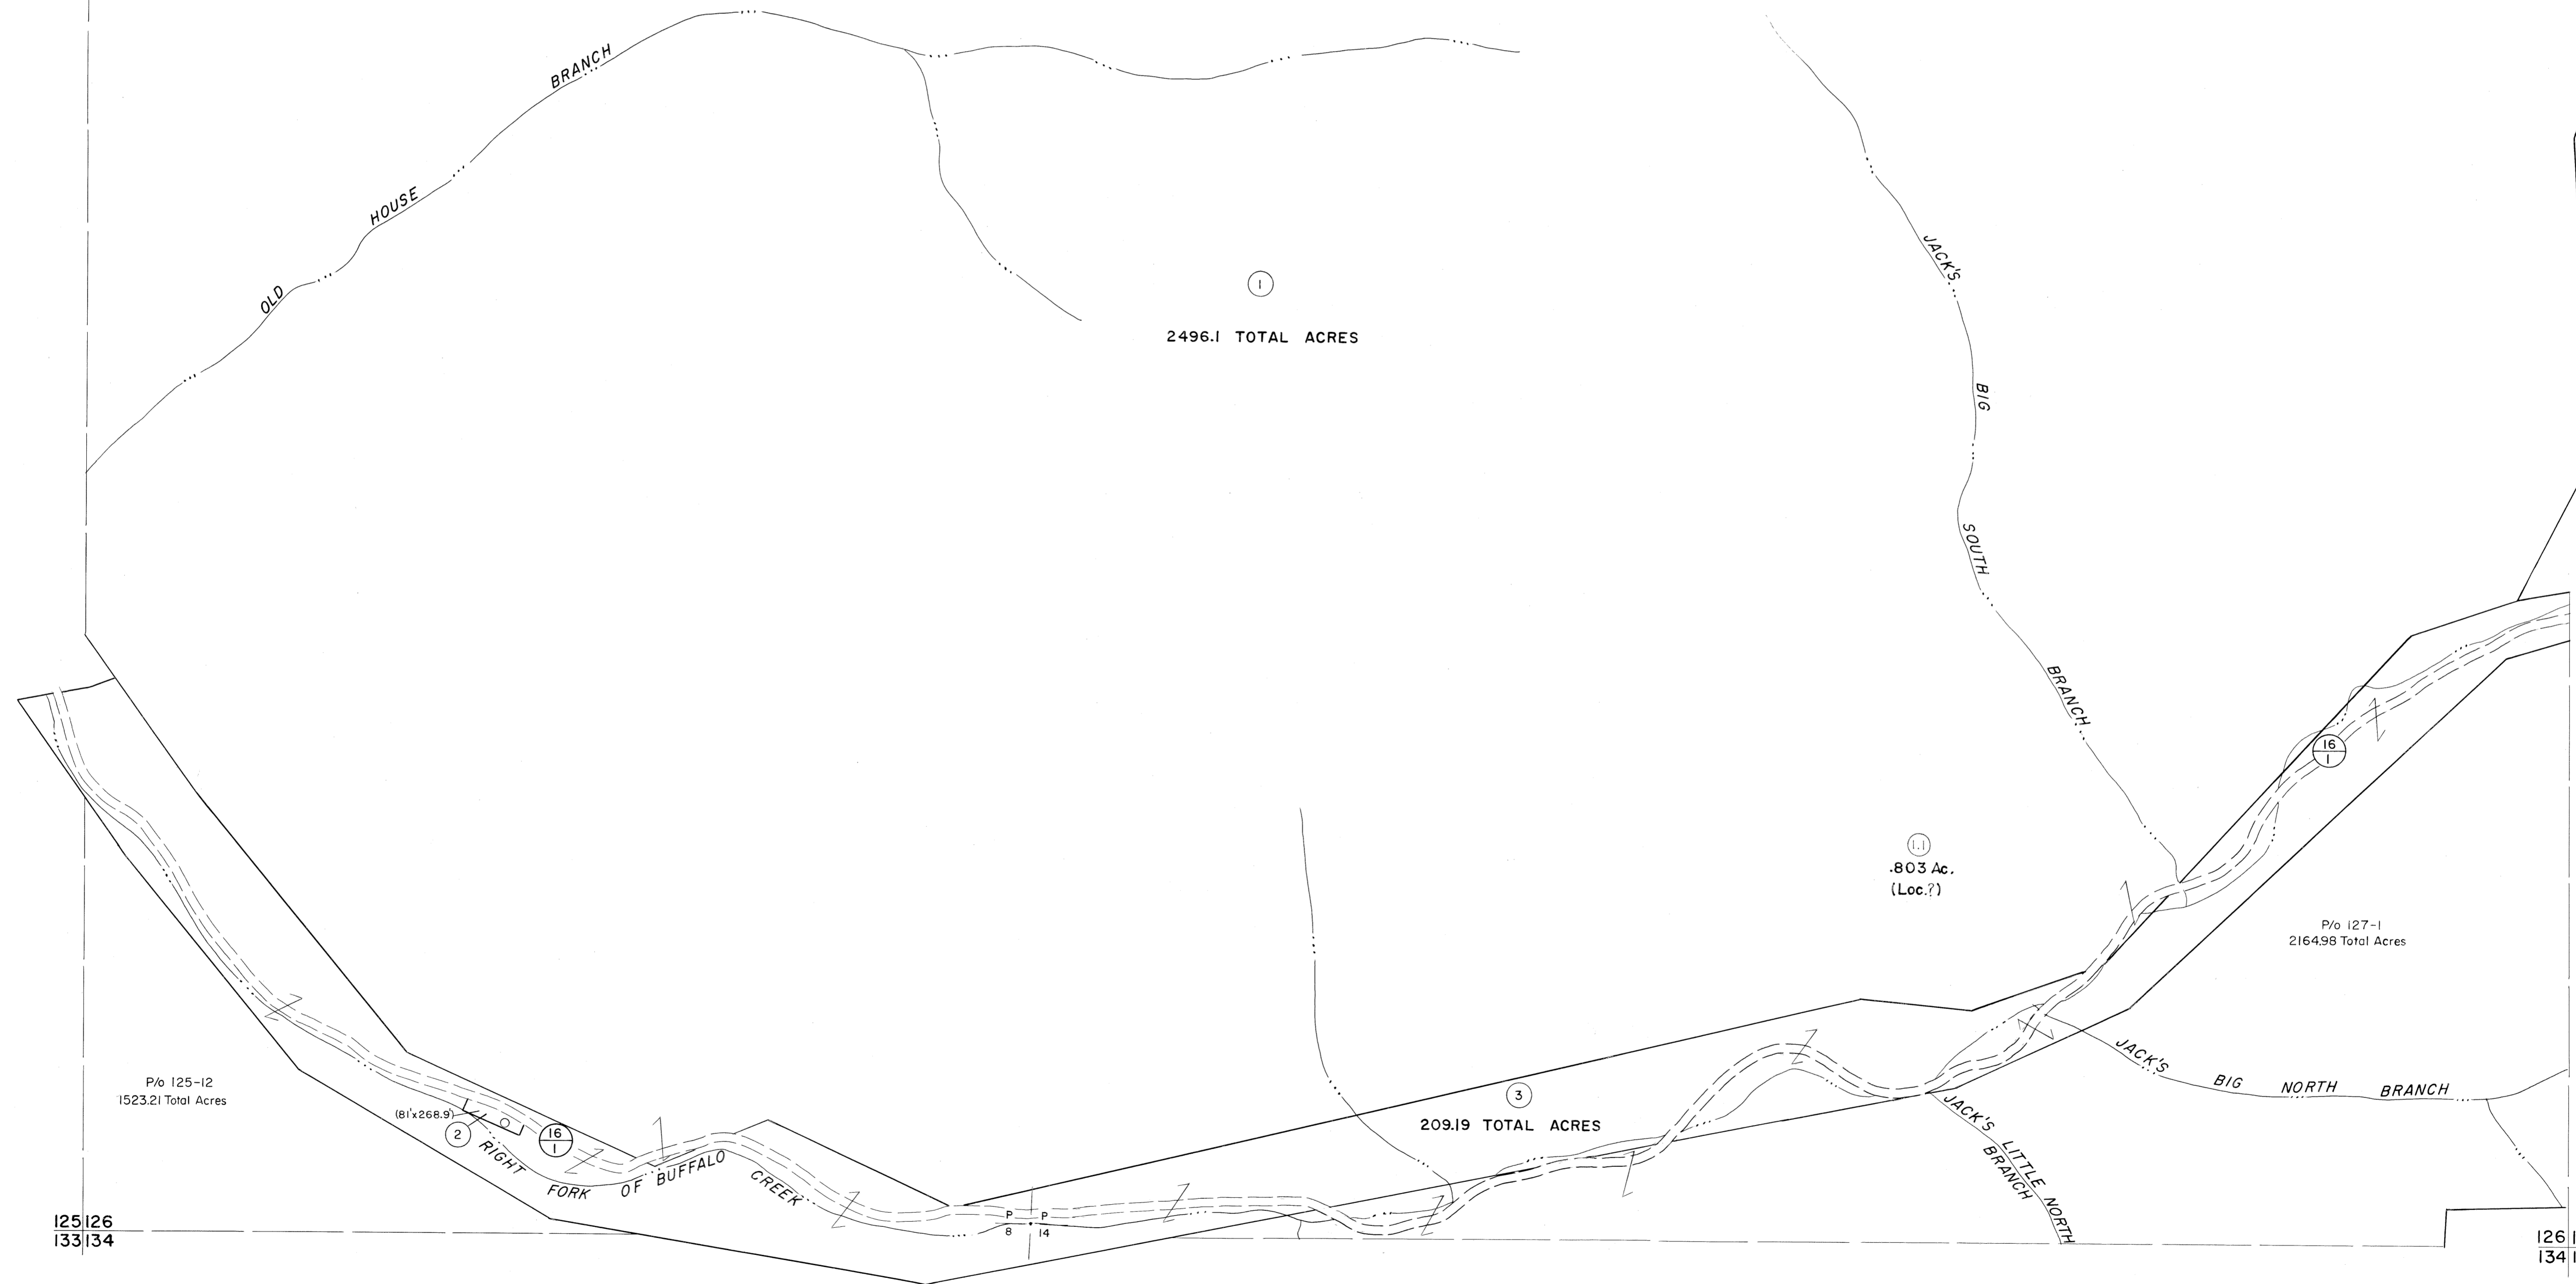 OLD HOUSE BRANCH
1
2496.1 TOTAL ACRES
JACK'S BIG SOUTH BRANCH
16
1
1.1
.803 Ac.
(Loc.?)
P/o 127-1
2164.98 Total Acres
P/o 125-12
1523.21 Total Acres
(81'x268.9')
2
16
1
RIGHT FORK OF BUFFALO CREEK
3
209.19 TOTAL ACRES
P P
8 14
JACK'S BIG NORTH BRANCH
JACK'S LITTLE NORTH
BRANCH
125 126
133 134
126 1
134 1